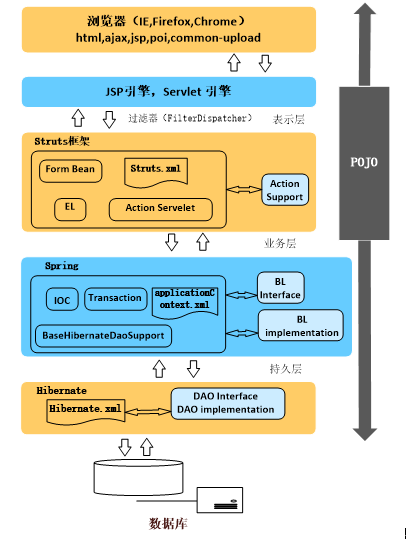 浏览器（IE,Firefox,Chrome）
html,ajax,jsp,poi,common-upload
JSP引擎，Servlet 引擎
过滤器（FilterDispatcher）
表示层
POJO
Struts框架
Form Bean
Struts.xml
Action
Support
EL
Action Servelet
业务层
Spring
IOC
Transaction
applicationC
ontext.xml
BL
Interface
BL
implementation
BaseHibernateDaoSupport
持久层
Hibernate
Hibernate.xml
DAO Interface
DAO implementation
数据库